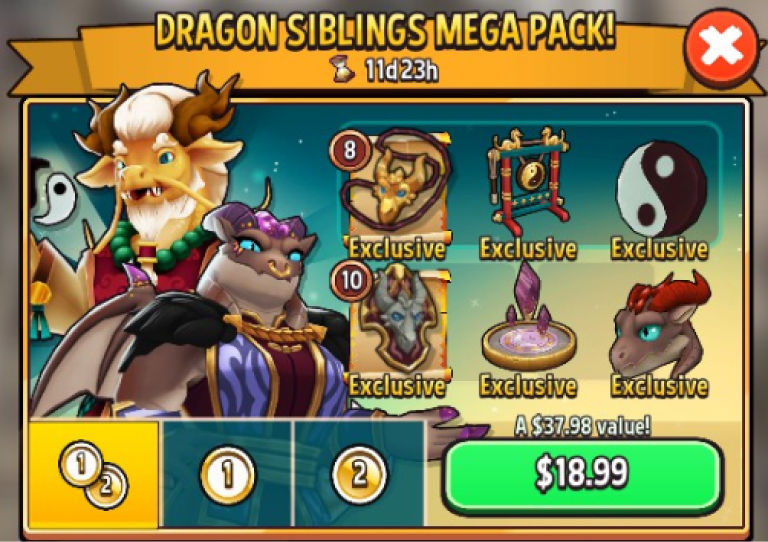 DRAGON SIBLINGS MEGA PACK!
11d23h
8
Exclusive Exclusive Exclusive
10
Exclusive Exclusive Exclusive
A $37.98 value!
1 2 1 2 $18.99